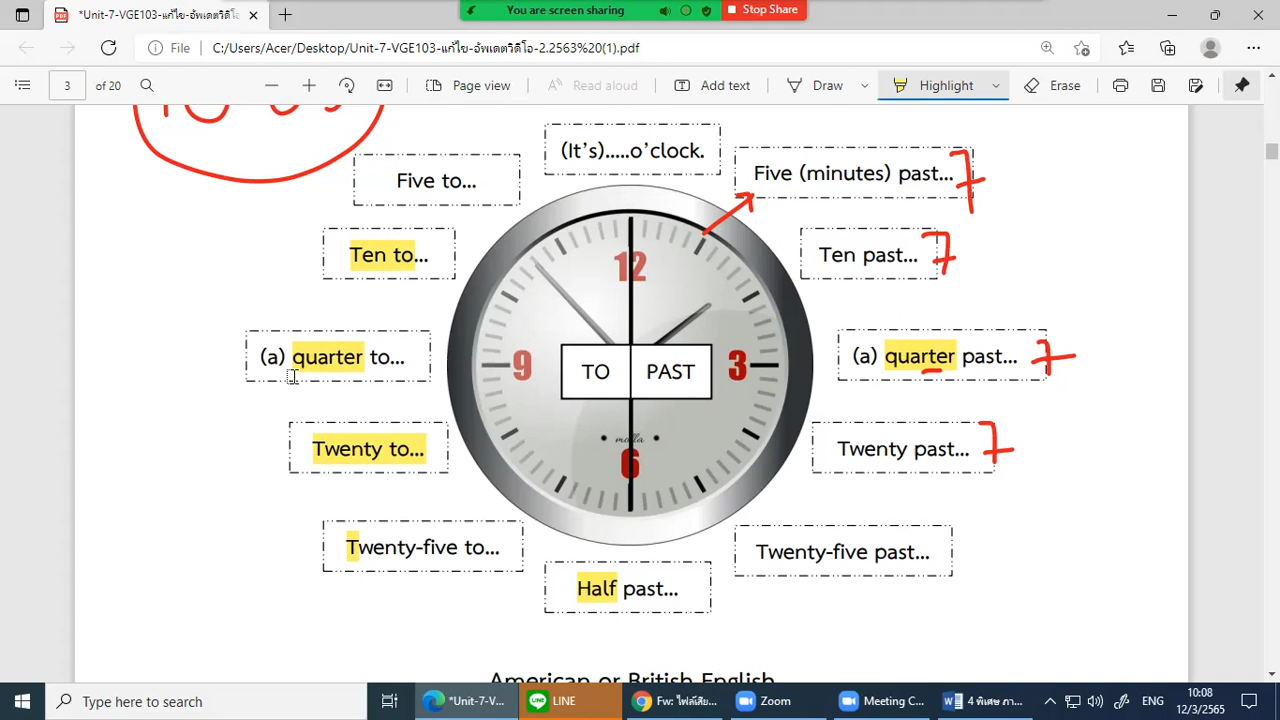 *Unit-7-VGE103-แก้ไข-อัพเดตวิดีโอ-2
You are screen sharing
Stop Share
File
C:/Users/Acer/Desktop/Unit-7-VGE103-แก้ไข-อัพเดตวิดีโอ-2.2563%20(1).pdf
3 of 20
Page view
Read aloud
Add text
Draw
Highlight
Erase
(It's).....o'clock.
Five to...
Five (minutes) past... 7
Ten to...
Ten past... 7
12
(a) quarter to...
(a) quarter past... 7
9
TO
PAST
3
Twenty to...
Twenty past... 7
6
Twenty-five to...
Twenty-five past...
Half past...
American or British English
Type here to search
*Unit-7-V...
LINE
Fw: ไฟล์เสีย...
Zoom
Meeting C...
4 พิเศษ ภา...
ENG
10:08
12/3/2565